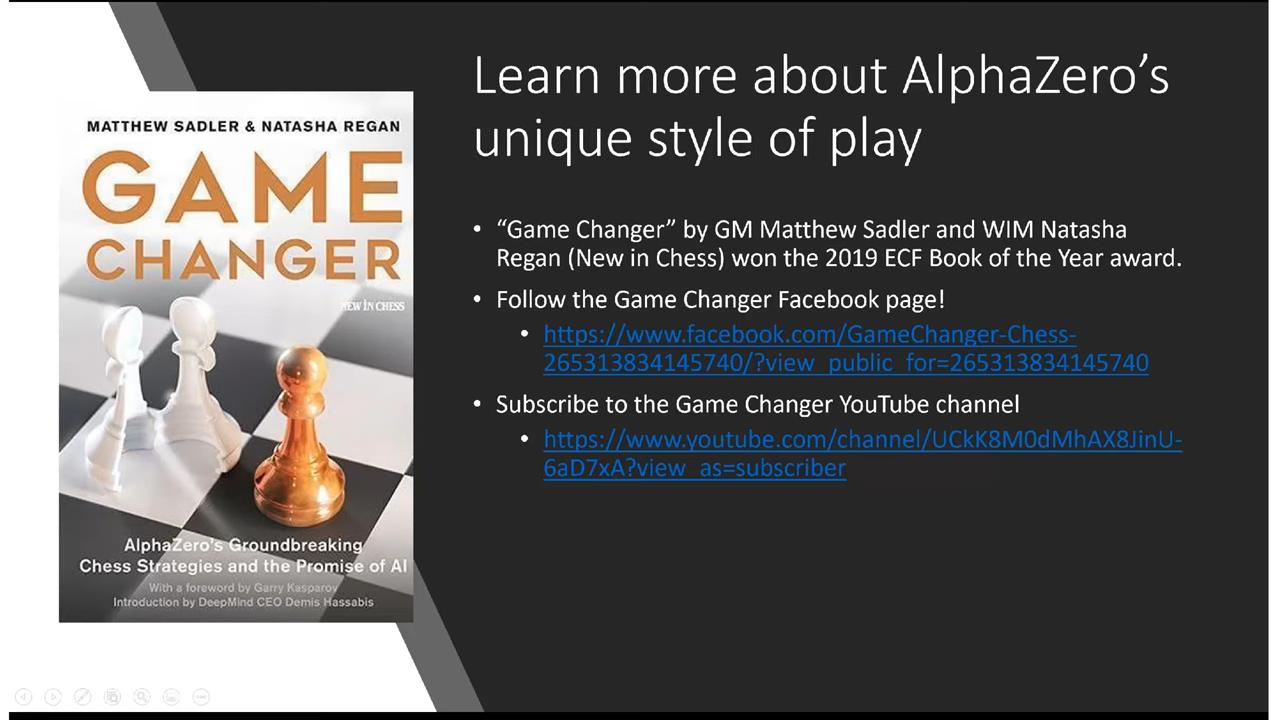 MATTHEW SADLER & NATASHA REGAN
GAME
CHANGER
NEW IN CHESS
AlphaZero's Groundbreaking
Chess Strategies and the Promise of AI
With a foreword by Garry Kasparov
Introduction by DeepMind CEO Demis Hassabis
Learn more about AlphaZero’s
unique style of play
• “Game Changer” by GM Matthew Sadler and WIM Natasha
Regan (New in Chess) won the 2019 ECF Book of the Year award.
• Follow the Game Changer Facebook page!
• https://www.facebook.com/GameChanger-Chess-
265313834145740/?view_public_for=265313834145740
• Subscribe to the Game Changer YouTube channel
• https://www.youtube.com/channel/UCkK8M0dMhAX8JinU-
6aD7xA?view_as=subscriber